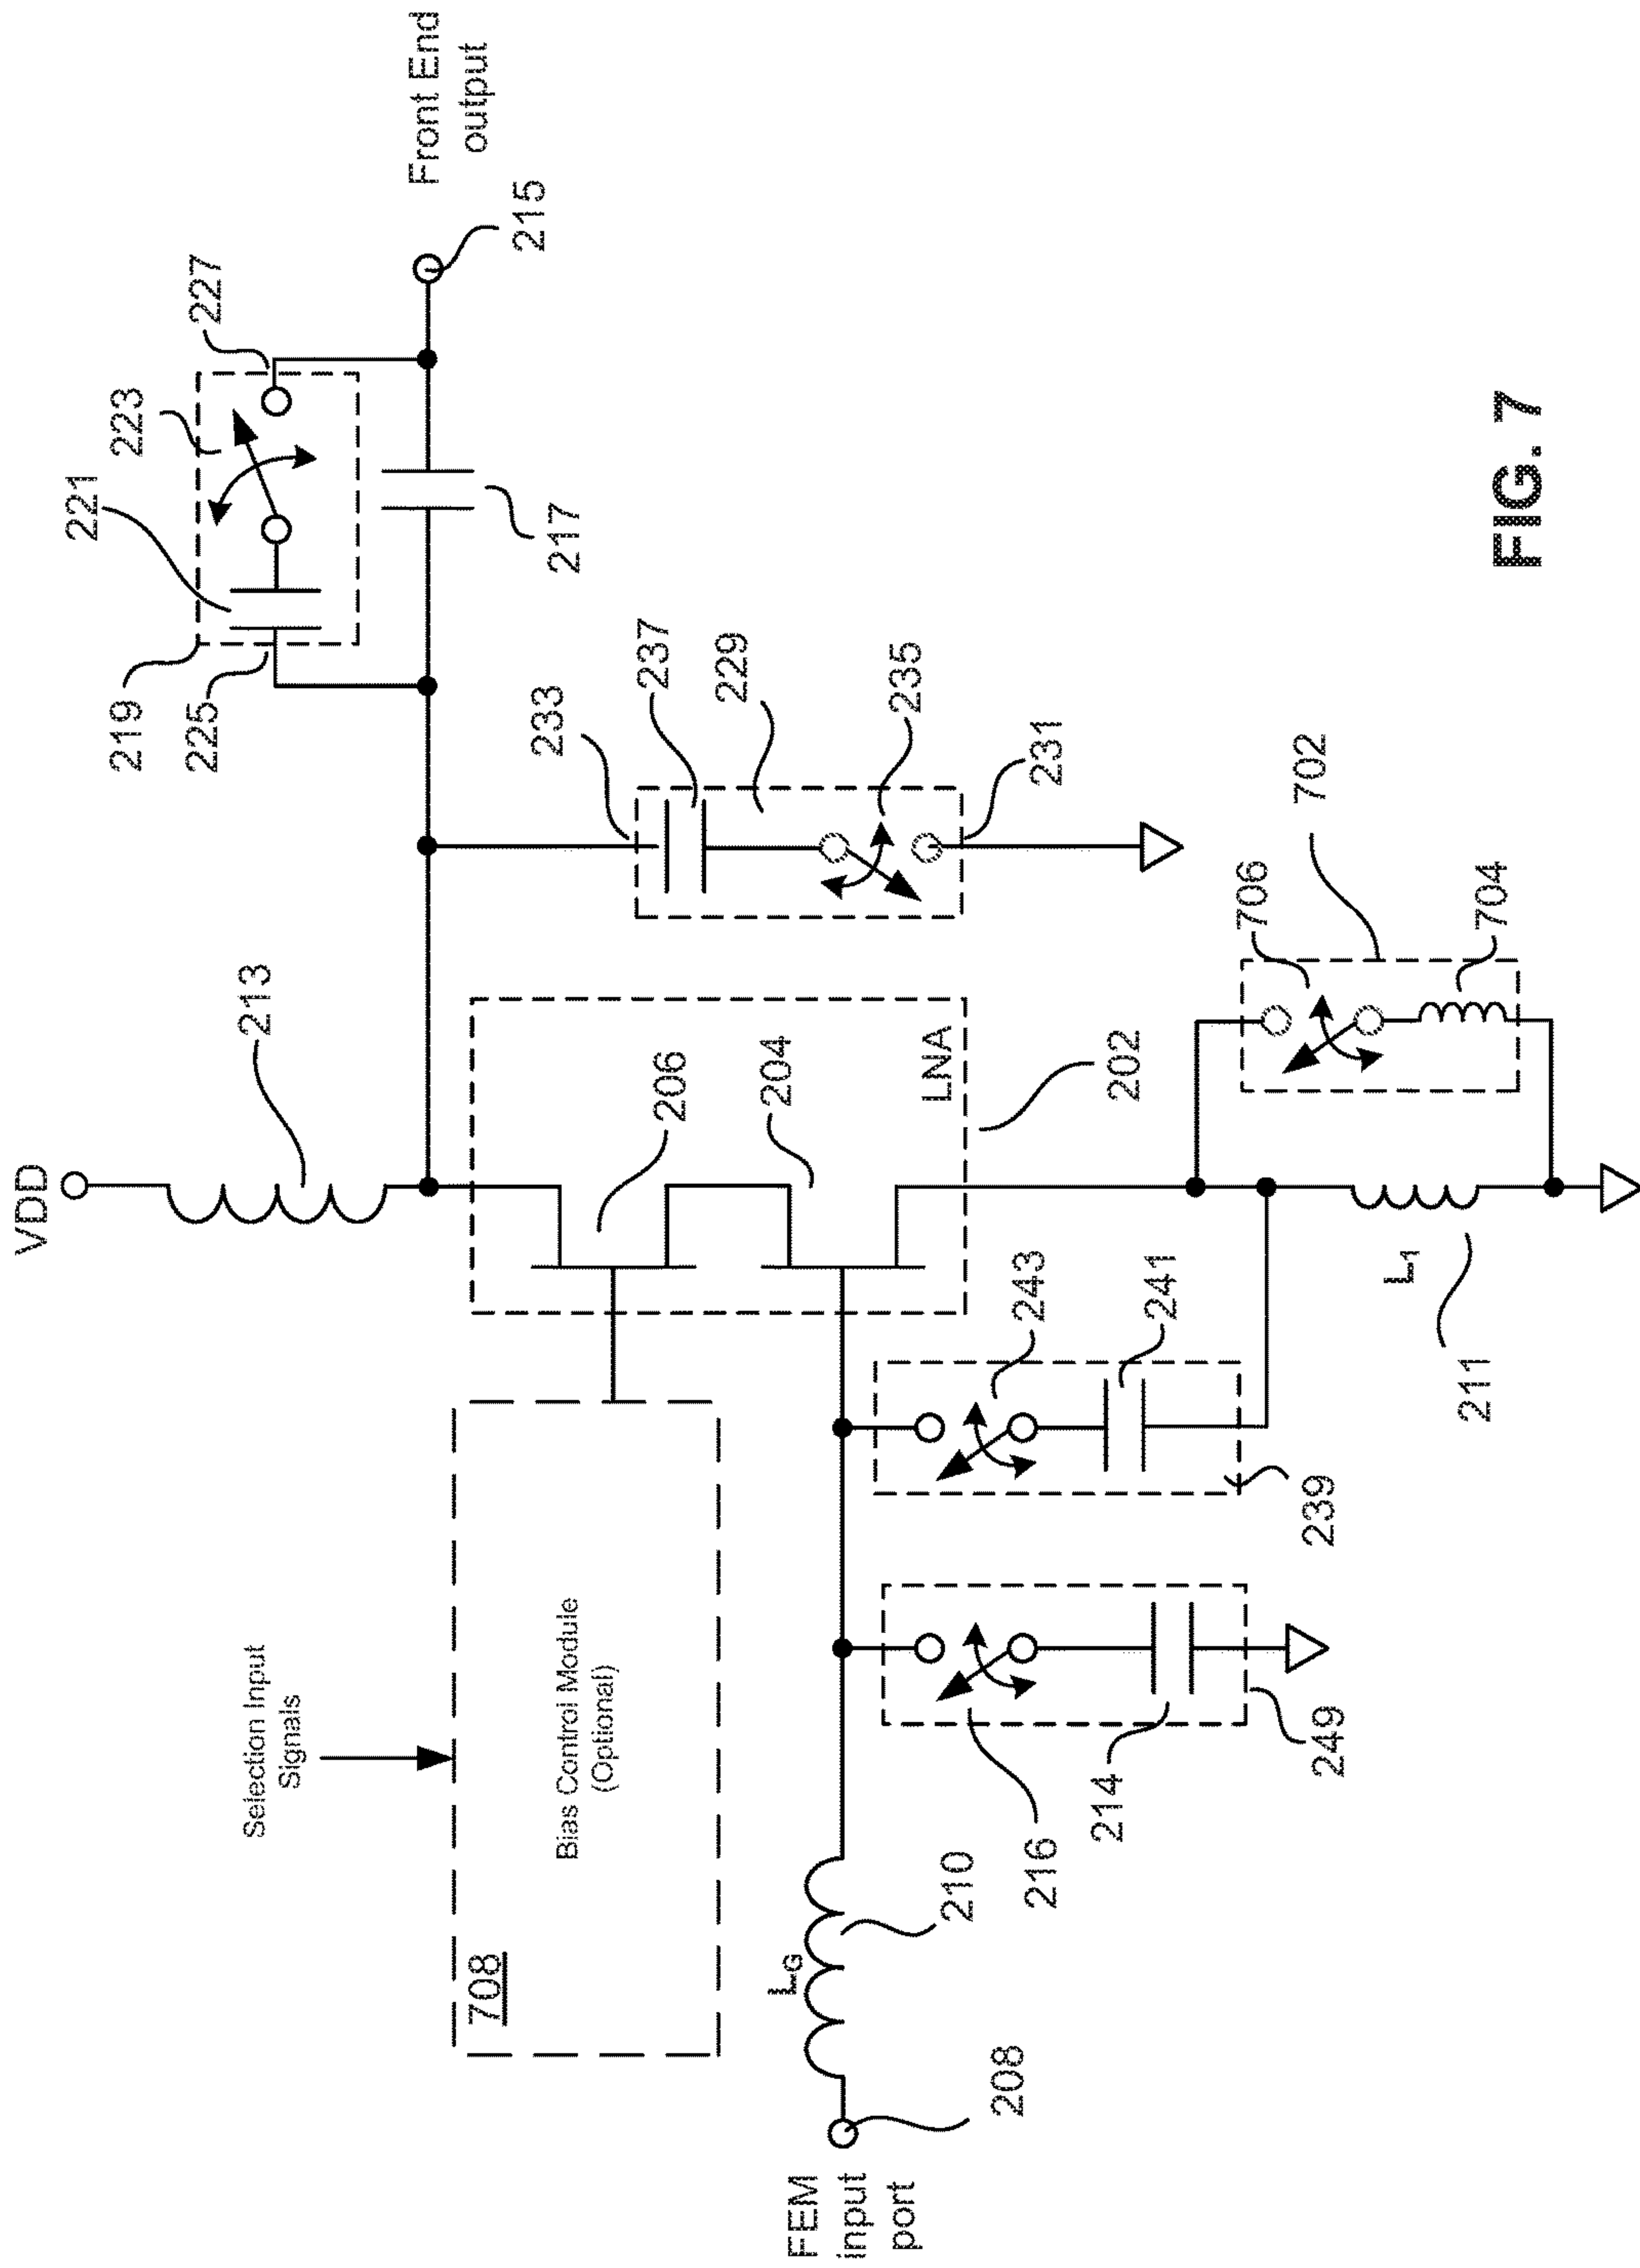 VDD
213
221
223
227
219
225
217
215
Front End
output
233
237
229
235
231
206
204
LNA
202
Selection Input
Signals
708
Bias Control Module
(Optional)
FEM
input
port
208
L_G
210
216
214
249
243
241
239
L_1
211
706
702
704
FIG. 7